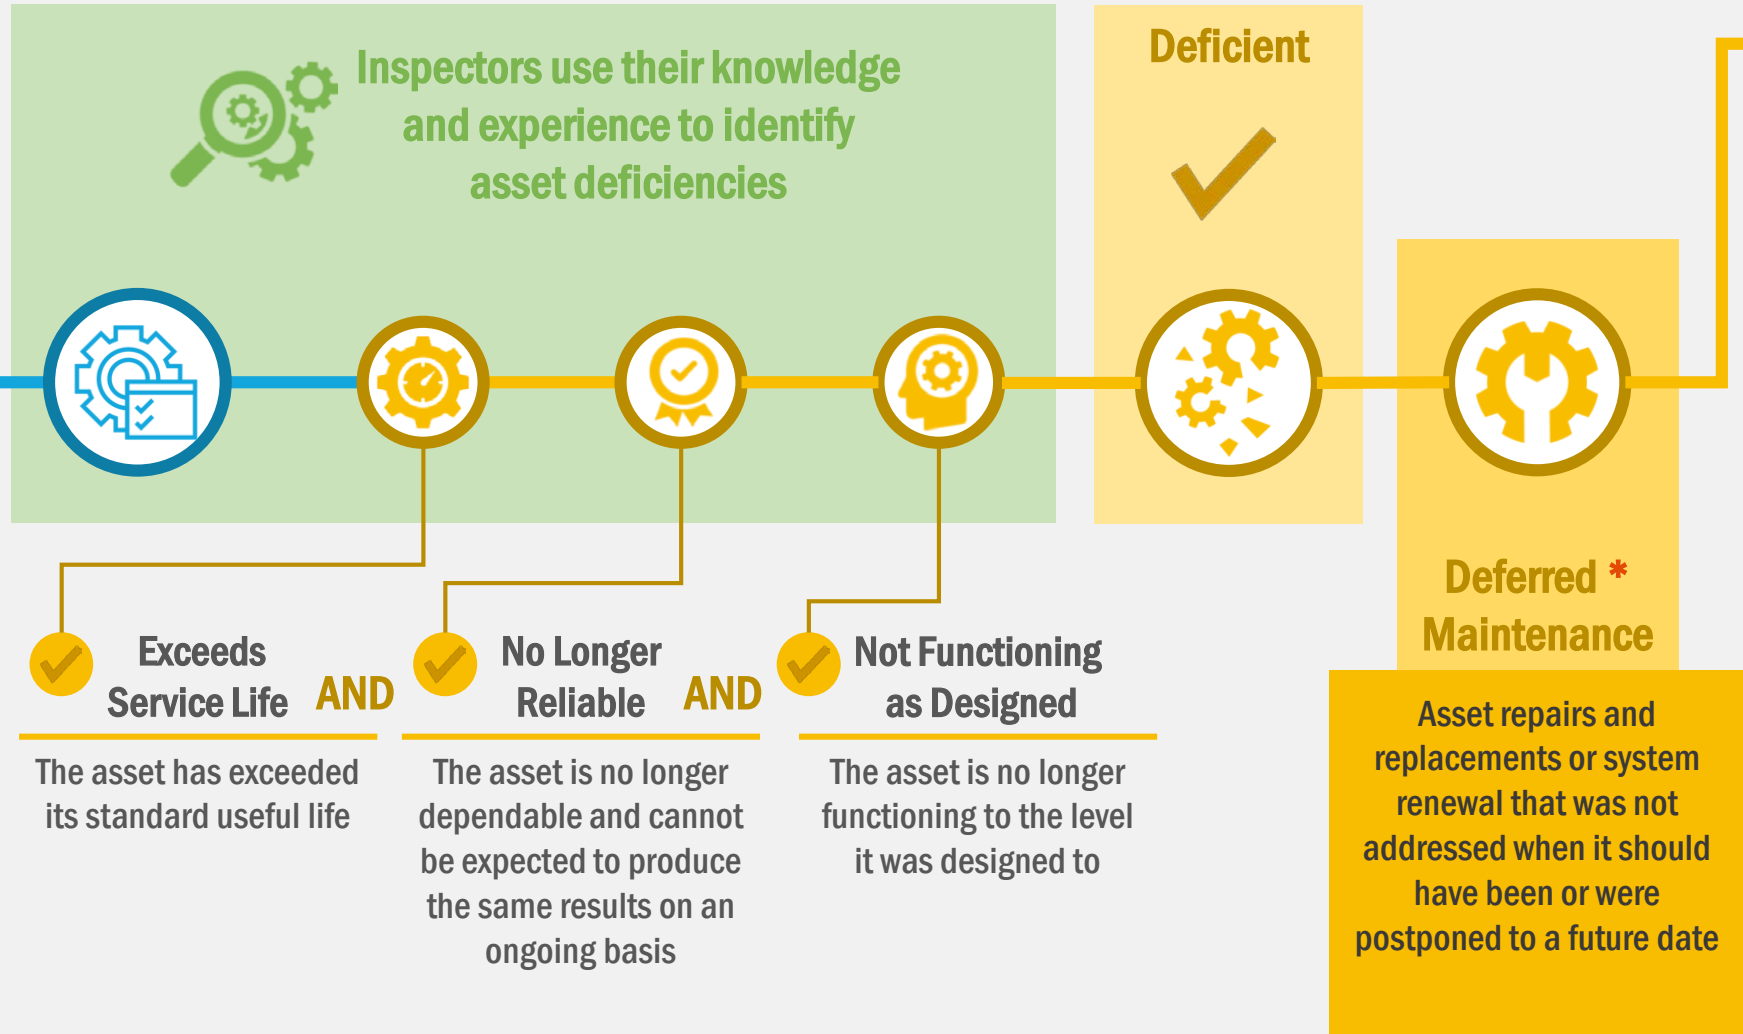 Inspectors use their knowledge
and experience to identify
asset deficiencies
Deficient
Exceeds
Service Life
AND
The asset has exceeded
its standard useful life
No Longer
Reliable
AND
The asset is no longer
dependable and cannot
be expected to produce
the same results on an
ongoing basis
Not Functioning
as Designed
The asset is no longer
functioning to the level
it was designed to
Deferred *
Maintenance
Asset repairs and
replacements or system
renewal that was not
addressed when it should
have been or were
postponed to a future date